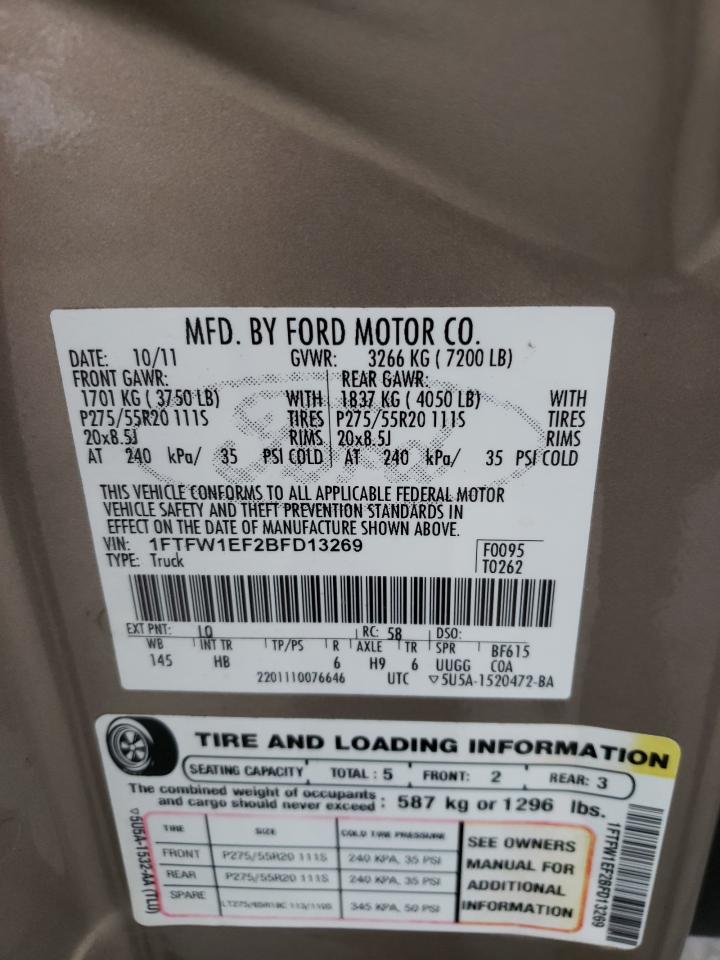 MFD. BY FORD MOTOR CO.
DATE: 10/11 GVWR: 3266 KG ( 7200 LB)
FRONT GAWR: REAR GAWR:
1701 KG ( 3750 LB) WITH 1837 KG ( 4050 LB) WITH
P275/55R20 111S TIRES P275/55R20 111S TIRES
20x8.5J RIMS 20x8.5J RIMS
AT 240 kPa/ 35 PSI COLD AT 240 kPa/ 35 PSI COLD
THIS VEHICLE CONFORMS TO ALL APPLICABLE FEDERAL MOTOR
VEHICLE SAFETY AND THEFT PREVENTION STANDARDS IN
EFFECT ON THE DATE OF MANUFACTURE SHOWN ABOVE.
VIN: 1FTFW1EF2BFD13269 F0095
TYPE: Truck T0262
EXT PNT: LQ RC: 58 DSO:
WB INT TR TP/PS R AXLE TR SPR BF615
145 HB 6 H9 6 UUGG COA
2201110076646 UTC ▽5U5A-1520472-BA
TIRE AND LOADING INFORMATION
SEATING CAPACITY TOTAL : 5 FRONT: 2 REAR: 3
The combined weight of occupants
and cargo should never exceed : 587 kg or 1296 lbs.
TIRE SIZE COLD TIRE PRESSURE
FRONT P275/55R20 111S 240 KPA, 35 PSI
REAR P275/55R20 111S 240 KPA, 35 PSI
SPARE 345 KPA, 50 PSI
SEE OWNERS
MANUAL FOR
ADDITIONAL
INFORMATION
▽5U5A-1532-AA (TLU)
1FTFW1EF2BFD13269